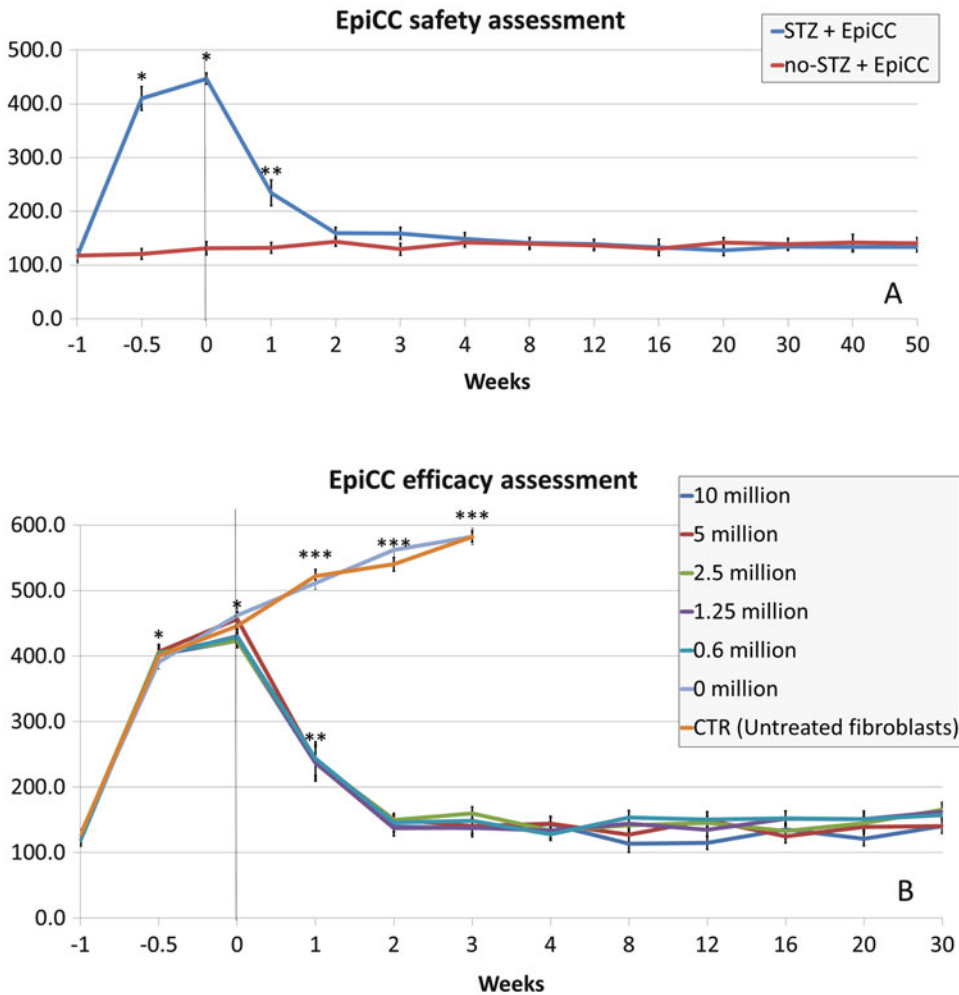 EpiCC safety assessment
STZ + EpiCC
no-STZ + EpiCC
500.0
400.0
300.0
200.0
100.0
0.0
*
*
**
A
-1 -0.5 0 1 2 3 4 8 12 16 20 30 40 50
Weeks
EpiCC efficacy assessment
10 million
5 million
2.5 million
1.25 million
0.6 million
0 million
CTR (Untreated fibroblasts)
600.0
500.0
400.0
300.0
200.0
100.0
0.0
*
*
***
***
***
**
B
-1 -0.5 0 1 2 3 4 8 12 16 20 30
Weeks